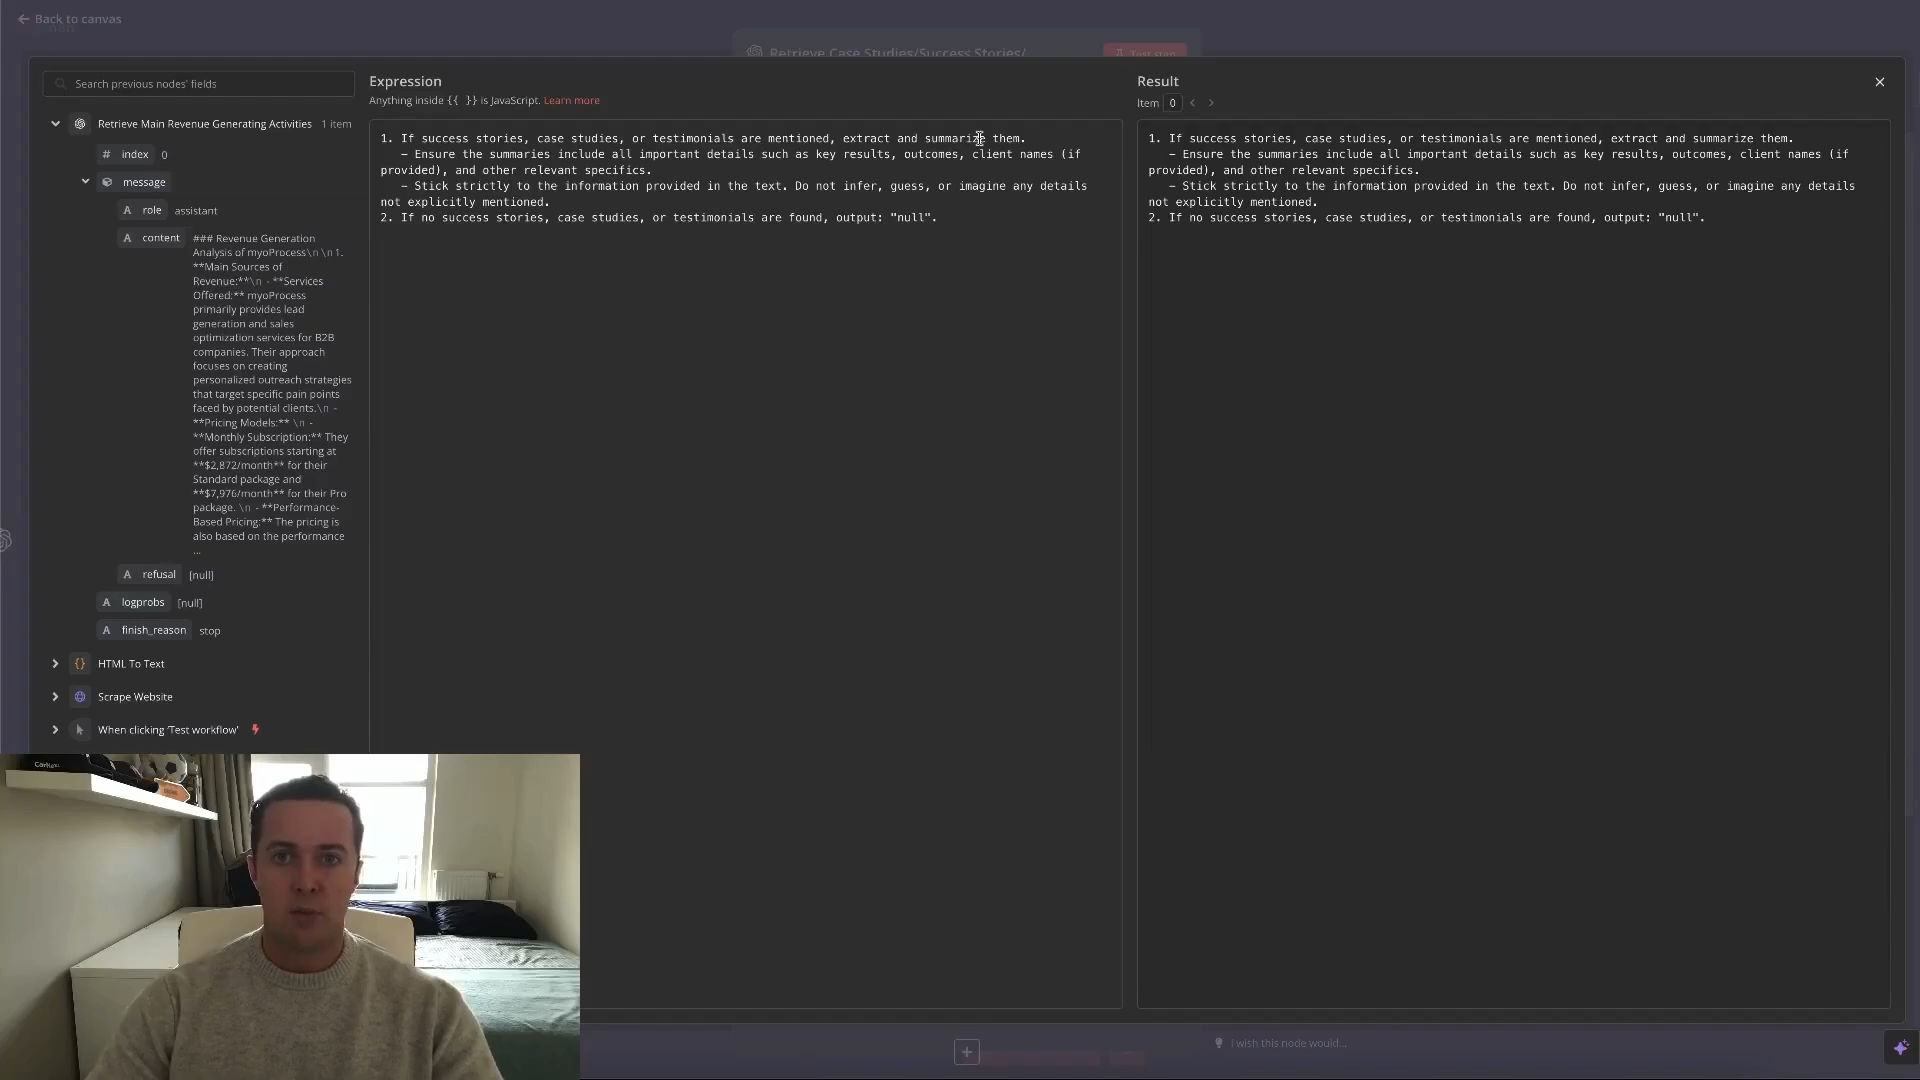 Back to canvas
Retrieve Case Studies/Success Stories/
Test step
Search previous nodes' fields
Retrieve Main Revenue Generating Activities 1 item
# index 0
message
A role assistant
A content ### Revenue Generation
Analysis of myoProcess\n\n1.
**Main Sources of
Revenue:**\n - **Services
Offered:** myoProcess
primarily provides lead
generation and sales
optimization services for B2B
companies. Their approach
focuses on creating
personalized outreach strategies
that target specific pain points
faced by potential clients.\n -
**Pricing Models:** \n -
**Monthly Subscription:** They
offer subscriptions starting at
**$2,872/month** for their
Standard package and
**$7,976/month** for their Pro
package. \n - **Performance-
Based Pricing:** The pricing is
also based on the performance
...
A refusal [null]
A logprobs [null]
A finish_reason stop
{} HTML To Text
Scrape Website
When clicking 'Test workflow'
Expression
Anything inside {{ }} is JavaScript. Learn more
1. If success stories, case studies, or testimonials are mentioned, extract and summarize them.
– Ensure the summaries include all important details such as key results, outcomes, client names (if
provided), and other relevant specifics.
– Stick strictly to the information provided in the text. Do not infer, guess, or imagine any details
not explicitly mentioned.
2. If no success stories, case studies, or testimonials are found, output: "null".
Result
Item 0
1. If success stories, case studies, or testimonials are mentioned, extract and summarize them.
– Ensure the summaries include all important details such as key results, outcomes, client names (if
provided), and other relevant specifics.
– Stick strictly to the information provided in the text. Do not infer, guess, or imagine any details
not explicitly mentioned.
2. If no success stories, case studies, or testimonials are found, output: "null".
I wish this node would...